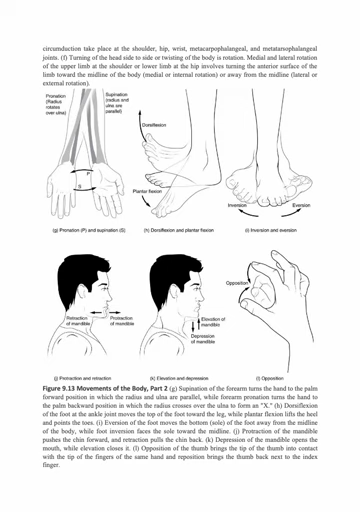 circumduction take place at the shoulder, hip, wrist, metacarpophalangeal, and metatarsophalangeal
joints. (f) Turning of the head side to side or twisting of the body is rotation. Medial and lateral rotation
of the upper limb at the shoulder or lower limb at the hip involves turning the anterior surface of the
limb toward the midline of the body (medial or internal rotation) or away from the midline (lateral or
external rotation).
Pronation
(Radius
rotates
over ulna)
Supination
(radius and
ulna are
parallel)
P
S
Dorsiflexion
Plantar flexion
Inversion
Eversion
(g) Pronation (P) and supination (S)
(h) Dorsiflexion and plantar flexion
(i) Inversion and eversion
Retraction
of mandible
Protraction
of mandible
Elevation of
mandible
Depression
of mandible
Opposition
(j) Protraction and retraction
(k) Elevation and depression
(l) Opposition
Figure 9.13 Movements of the Body, Part 2 (g) Supination of the forearm turns the hand to the palm
forward position in which the radius and ulna are parallel, while forearm pronation turns the hand to
the palm backward position in which the radius crosses over the ulna to form an "X." (h) Dorsiflexion
of the foot at the ankle joint moves the top of the foot toward the leg, while plantar flexion lifts the heel
and points the toes. (i) Eversion of the foot moves the bottom (sole) of the foot away from the midline
of the body, while foot inversion faces the sole toward the midline. (j) Protraction of the mandible
pushes the chin forward, and retraction pulls the chin back. (k) Depression of the mandible opens the
mouth, while elevation closes it. (l) Opposition of the thumb brings the tip of the thumb into contact
with the tip of the fingers of the same hand and reposition brings the thumb back next to the index
finger.